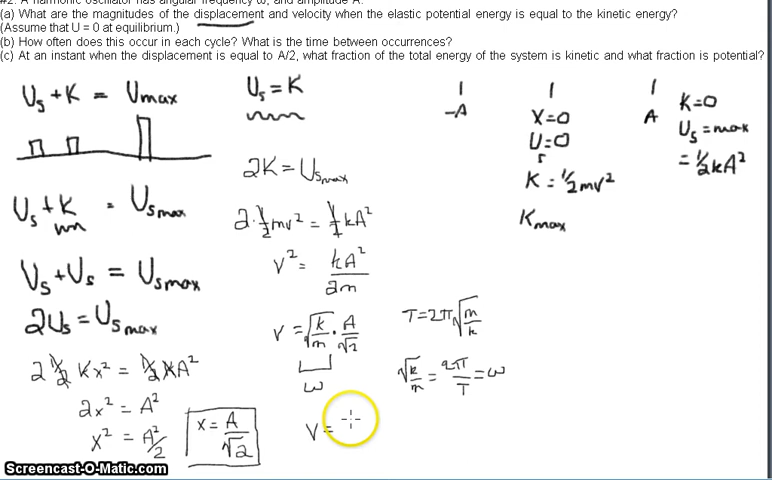 #2. A harmonic oscillator has angular frequency ω, and amplitude A.
(a) What are the magnitudes of the displacement and velocity when the elastic potential energy is equal to the kinetic energy?
(Assume that U = 0 at equilibrium.)
(b) How often does this occur in each cycle? What is the time between occurrences?
(c) At an instant when the displacement is equal to A/2, what fraction of the total energy of the system is kinetic and what fraction is potential?
Us + K = Umax
Us + K = Usmax
Us + Us = Usmax
2Us = Usmax
2 ½ Kx² = ½ KA²
2x² = A²
x² = A²/2
x = A/√2
Us = K
2K = Usmax
2·½mv² = ½kA²
v² = kA²/2m
v = √k/m · A/√2
ω
v =
T = 2π√m/k
√k/m = 2π/T = ω
-A
x=0
U=0
K = ½mv²
Kmax
A
K=0
Us = max
= ½kA²
Screencast-O-Matic.com